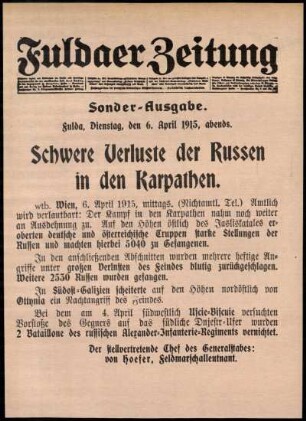 Fuldaer Zeitung
Sonder-Ausgabe.
Fulda, Dienstag, den 6. April 1915, abends.
Schwere Verluste der Russen
in den Karpathen.
wtb. Wien, 6. April 1915, mittags. (Nichtamtl. Tel.) Amtlich
wird verlautbart: Der Kampf in den Karpathen nahm noch weiter
an Ausdehnung zu. Auf den Höhen östlich des Laborcztales er-
oberten deutsche und österreichische Truppen starke Stellungen der
Russen und machten hierbei 5040 zu Gefangenen.
In den anschließenden Abschnitten wurden mehrere heftige An-
griffe unter großen Verlusten des Feindes blutig zurückgeschlagen.
Weitere 2530 Russen wurden gefangen.
In Südost-Galizien scheiterte auf den Höhen nordöstlich von
Ottynia ein Nachtangriff des Feindes.
Bei dem am 4. April südwestlich Uscie-Biscupie versuchten
Vorstoße des Gegners auf das südliche Dnjestr-Ufer wurden
2 Bataillone des russischen Alexander-Infanterie-Regiments vernichtet.
Der stellvertretende Chef des Generalstabes:
von Hoefer, Feldmarschalleutnant.